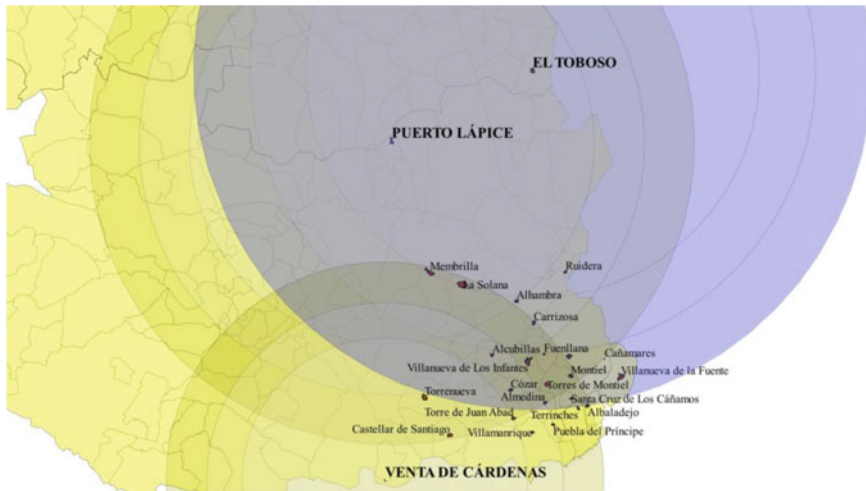 EL TOBOSO
PUERTO LÁPICE
Membrilla
Ruidera
La Solana
Alhambra
Carrizosa
Alcubillas Fuenllana
Cañamares
Villanueva de Los Infantes
Montiel
Villanueva de la Fuente
Cózar
Torres de Montiel
Torrenueva
Almedina
Santa Cruz de Los Cáñamos
Torre de Juan Abad
Terrinches
Albaladejo
Castellar de Santiago
Villamanrique
Puebla del Príncipe
VENTA DE CÁRDENAS